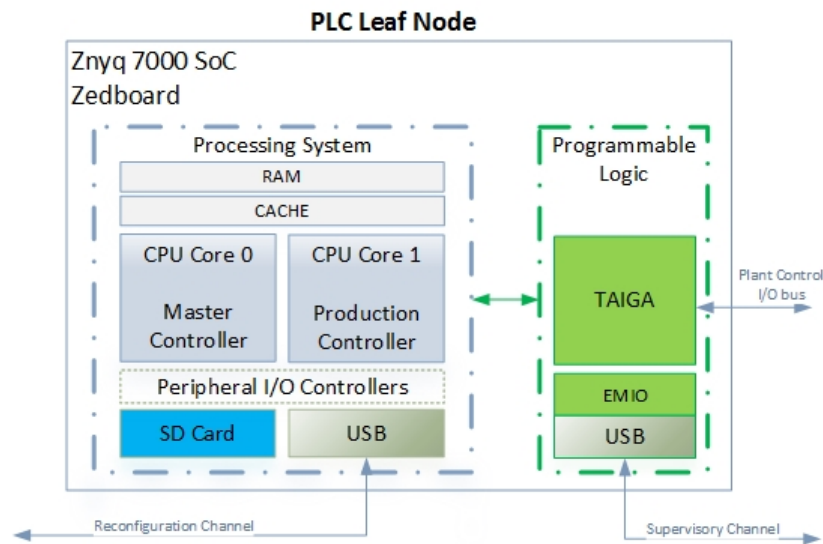 PLC Leaf Node
Znyq 7000 SoC
Zedboard
Processing System
RAM
CACHE
CPU Core 0
Master
Controller
CPU Core 1
Production
Controller
Peripheral I/O Controllers
SD Card
USB
Programmable
Logic
TAIGA
EMIO
USB
Plant Control
I/O bus
Reconfiguration Channel
Supervisory Channel